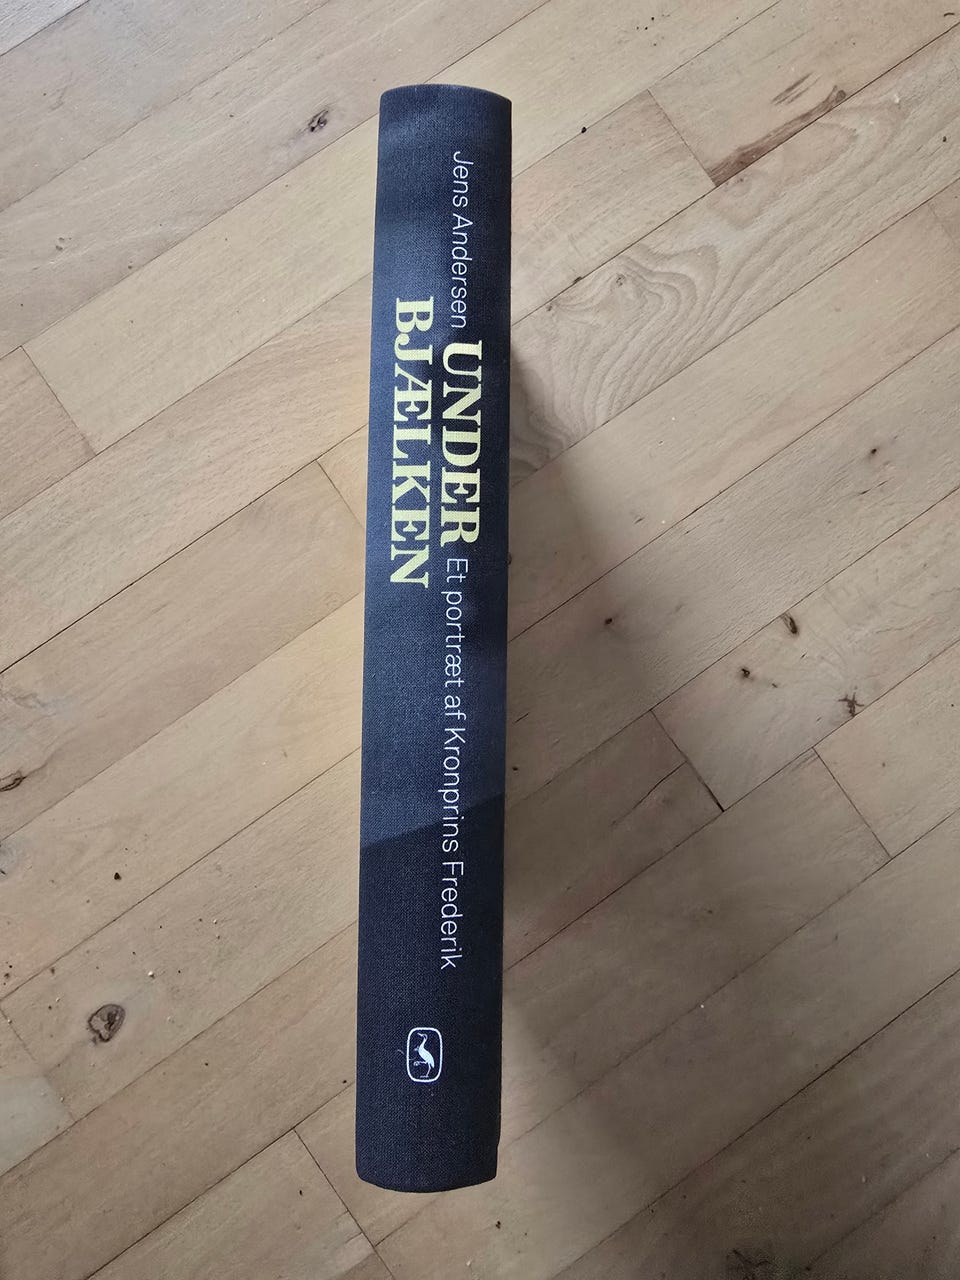 Jens Andersen
UNDER
BJÆLKEN
Et portræt af Kronprins Frederik